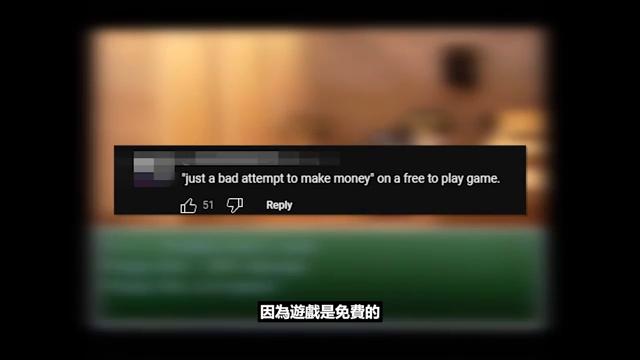 "just a bad attempt to make money" on a free to play game.
51 Reply
因為遊戲是免費的